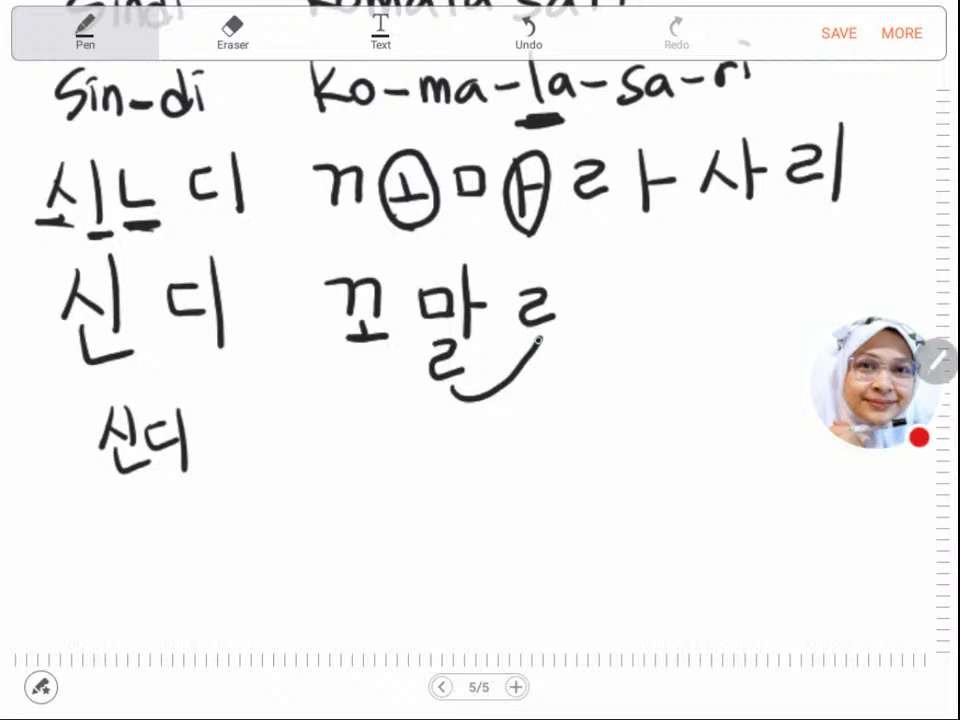 Pen Eraser Text Undo Redo SAVE MORE
Sin-di ko-ma-la-sa-ri
시ㄴ디 ㄲㅗㅁㅏㄹㅏ사리
신디 꼬말ㄹ
신디
5/5